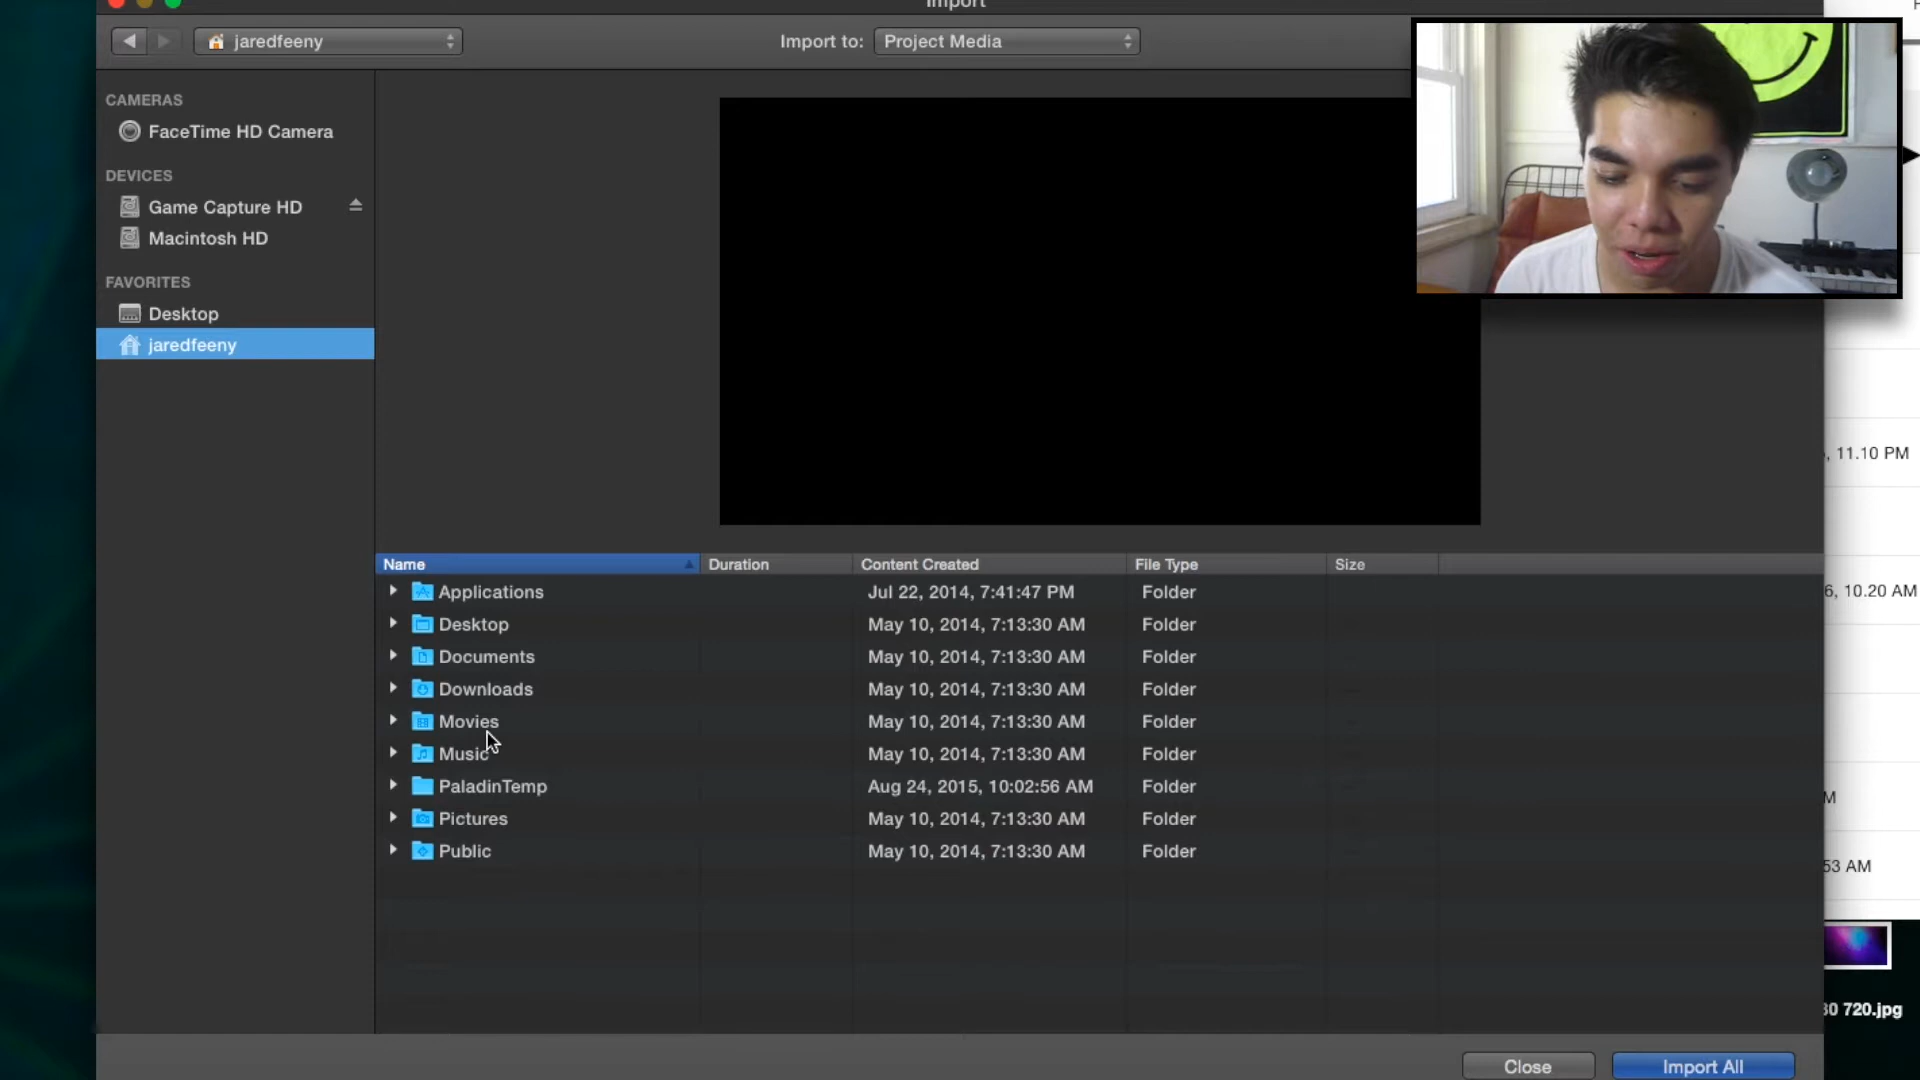 Import
jaredfeeny
Import to: Project Media
CAMERAS
FaceTime HD Camera
DEVICES
Game Capture HD
Macintosh HD
FAVORITES
Desktop
jaredfeeny
Name Duration Content Created File Type Size
Applications Jul 22, 2014, 7:41:47 PM Folder
Desktop May 10, 2014, 7:13:30 AM Folder
Documents May 10, 2014, 7:13:30 AM Folder
Downloads May 10, 2014, 7:13:30 AM Folder
Movies May 10, 2014, 7:13:30 AM Folder
Music May 10, 2014, 7:13:30 AM Folder
PaladinTemp Aug 24, 2015, 10:02:56 AM Folder
Pictures May 10, 2014, 7:13:30 AM Folder
Public May 10, 2014, 7:13:30 AM Folder
Close Import All
, 11.10 PM
6, 10.20 AM
M
53 AM
30 720.jpg